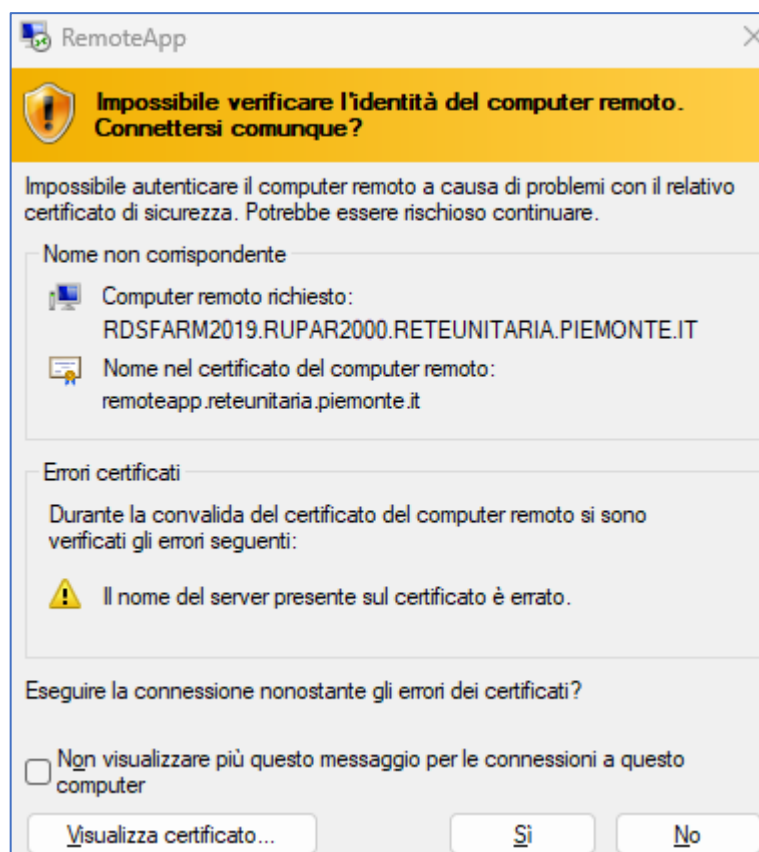 RemoteApp
Impossibile verificare l'identità del computer remoto.
Connettersi comunque?
Impossibile autenticare il computer remoto a causa di problemi con il relativo
certificato di sicurezza. Potrebbe essere rischioso continuare.
Nome non corrispondente
Computer remoto richiesto:
RDSFARM2019.RUPAR2000.RETEUNITARIA.PIEMONTE.IT
Nome nel certificato del computer remoto:
remoteapp.reteunitaria.piemonte.it
Errori certificati
Durante la convalida del certificato del computer remoto si sono
verificati gli errori seguenti:
Il nome del server presente sul certificato è errato.
Eseguire la connessione nonostante gli errori dei certificati?
Non visualizzare più questo messaggio per le connessioni a questo
computer
Visualizza certificato... Sì No